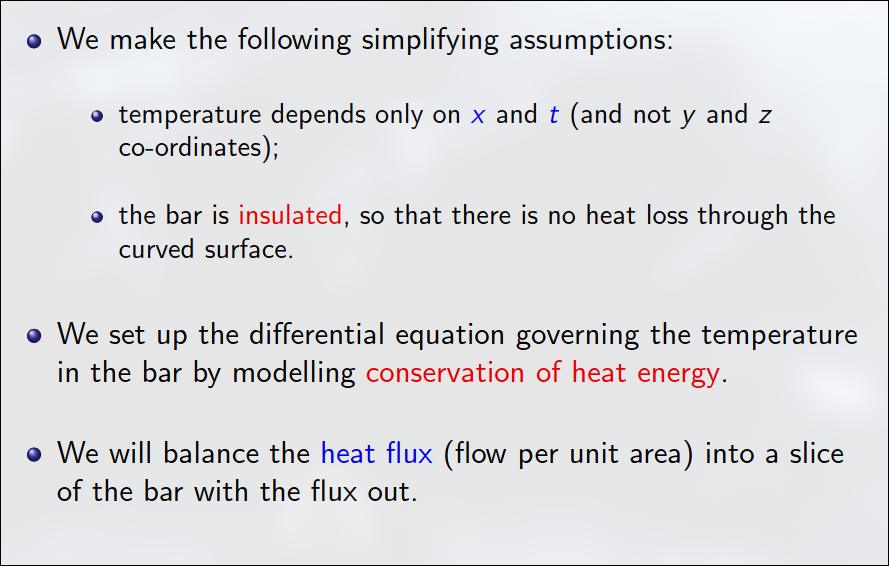 We make the following simplifying assumptions:
temperature depends only on x and t (and not y and z
co-ordinates);
the bar is insulated, so that there is no heat loss through the
curved surface.
We set up the differential equation governing the temperature
in the bar by modelling conservation of heat energy.
We will balance the heat flux (flow per unit area) into a slice
of the bar with the flux out.